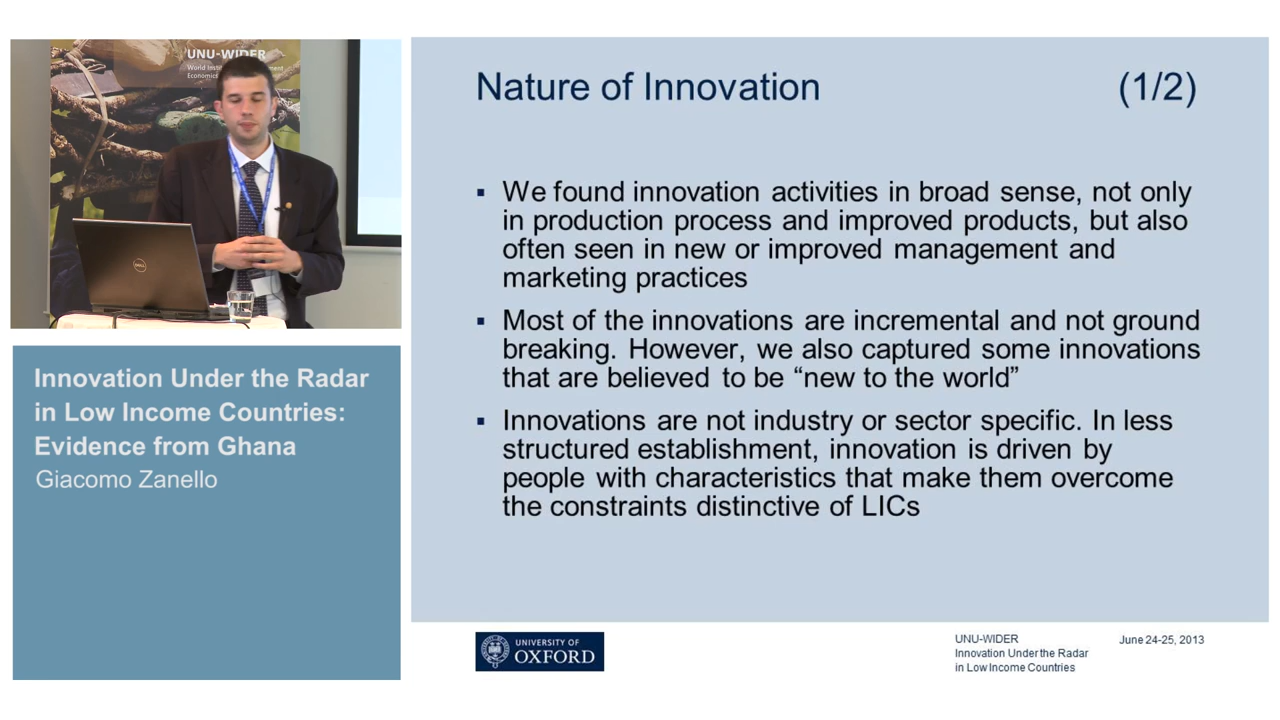 UNU-WIDER
World Insti
Economics
DELL
Innovation Under the Radar
in Low Income Countries:
Evidence from Ghana
Giacomo Zanello
Nature of Innovation (1/2)
▪ We found innovation activities in broad sense, not only
in production process and improved products, but also
often seen in new or improved management and
marketing practices
▪ Most of the innovations are incremental and not ground
breaking. However, we also captured some innovations
that are believed to be “new to the world”
▪ Innovations are not industry or sector specific. In less
structured establishment, innovation is driven by
people with characteristics that make them overcome
the constraints distinctive of LICs
UNIVERSITY OF
OXFORD
UNU-WIDER
Innovation Under the Radar
in Low Income Countries
June 24-25, 2013